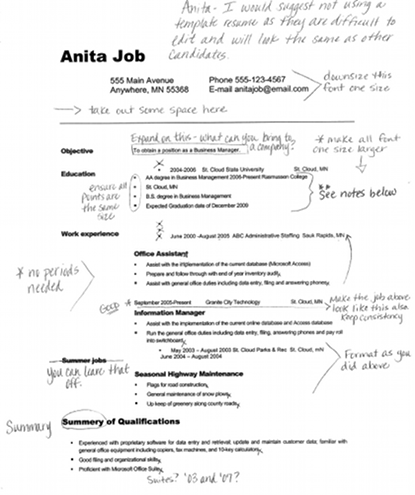 Anita- I would suggest not using a
template resume as they are difficult to
edit and will look the same as other
candidates.
Anita Job
555 Main Avenue
Anywhere, MN 55368
Phone 555-123-4567
E-mail anitajob@email.com
downsize this
font one size
take out some space here
Expand on this - what can you bring to
a company?
* make all font
one size larger
Objective
To obtain a position as a Business Manager.
Education
2004-2006 St. Cloud State University St. Cloud, MN
AA degree in Business Management 2006-Present Rasmussen College
St. Cloud, MN
B.S. degree in Business Management
Expected Graduation date of December 2009
ensure all
points are
the same
size
**
See notes below
Work experience
June 2000 -August 2005 ABC Administrative Staffing Sauk Rapids, MN
Office Assistant
Assist with the implementation of the current database (Microsoft Access)
Prepare and follow through with end of year inventory audit.
Assist with general office duties including data entry, filing and answering phones.
* no periods
needed
Good *
September 2005-Present Granite City Technology St. Cloud, MN
Make the job above
look like this also
Keep consistency
Information Manager
Assist with the implementation of the current online database and Access database
Run the general office duties including data entry, filing, answering phones and pay roll
into switchboard.
May 2003 - August 2003 St. Cloud Parks & Rec St. Cloud, mN
June 2004 - August 2004
Format as you
did above
Summer jobs
You can leave that
off.
Seasonal Highway Maintenance
Flags for road construction.
General maintenance of snow plows.
Up keep of greenery along county roads.
Summary
Summery of Qualifications
Experienced with proprietary software for data entry and retrieval; update and maintain customer data; familiar
with general office equipment including copiers, fax machines, and 10-key calculator.
Good filing and organizational skills.
Proficient with Microsoft Office Suite.
Suites? '03 and '07?